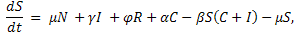 dS/dt = μN + γI + φR + αC − βS(C + I) − μS,